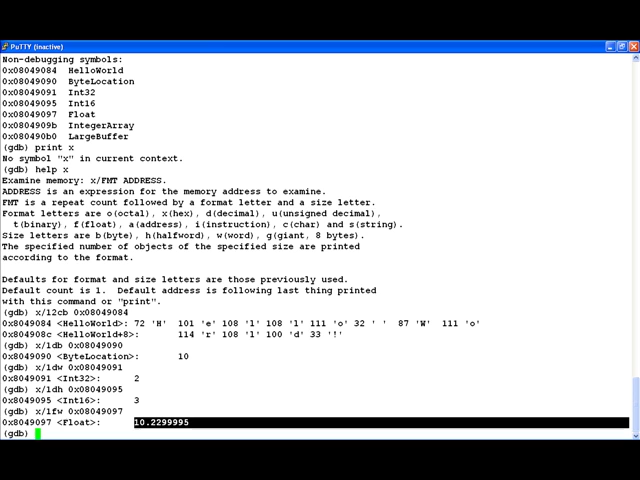 PuTTY (inactive)
Non-debugging symbols:
0x08049084  HelloWorld
0x08049090  ByteLocation
0x08049091  Int32
0x08049095  Int16
0x08049097  Float
0x0804909b  IntegerArray
0x080490b0  LargeBuffer
(gdb) print x
No symbol "x" in current context.
(gdb) help x
Examine memory: x/FMT ADDRESS.
ADDRESS is an expression for the memory address to examine.
FMT is a repeat count followed by a format letter and a size letter.
Format letters are o(octal), x(hex), d(decimal), u(unsigned decimal),
  t(binary), f(float), a(address), i(instruction), c(char) and s(string).
Size letters are b(byte), h(halfword), w(word), g(giant, 8 bytes).
The specified number of objects of the specified size are printed
according to the format.
Defaults for format and size letters are those previously used.
Default count is 1.  Default address is following last thing printed
with this command or "print".
(gdb) x/12cb 0x08049084
0x8049084 <HelloWorld>: 72 'H'  101 'e' 108 'l' 108 'l' 111 'o' 32 ' '  87 'W'  111 'o'
0x804908c <HelloWorld+8>:       114 'r' 108 'l' 100 'd' 33 '!'
(gdb) x/1db 0x08049090
0x8049090 <ByteLocation>:       10
(gdb) x/1dw 0x08049091
0x8049091 <Int32>:      2
(gdb) x/1dh 0x08049095
0x8049095 <Int16>:      3
(gdb) x/1fw 0x08049097
0x8049097 <Float>:      10.2299995
(gdb)